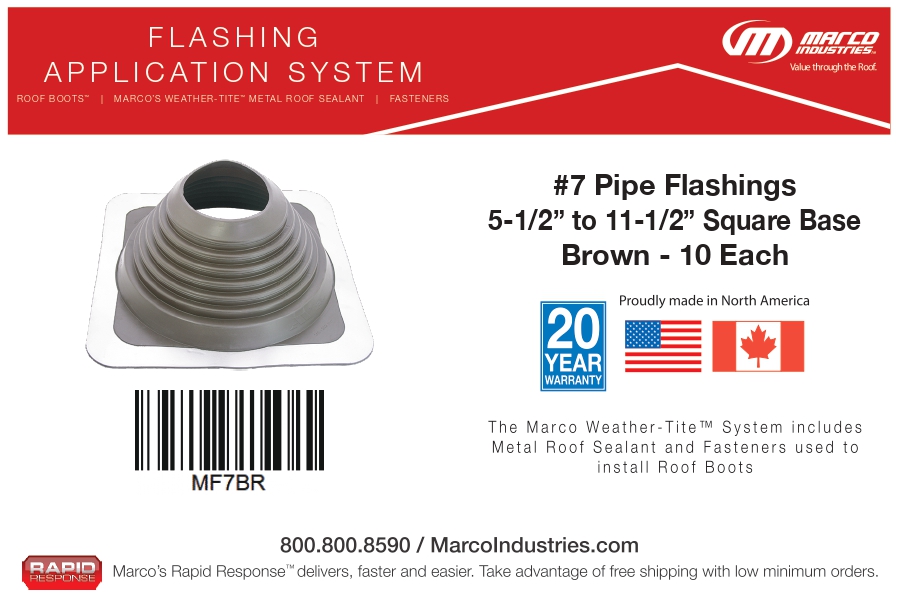 FLASHING
APPLICATION SYSTEM
ROOF BOOTS™ | MARCO'S WEATHER-TITE™ METAL ROOF SEALANT | FASTENERS
MARCO
INDUSTRIES™
Value through the Roof.
#7 Pipe Flashings
5-1/2” to 11-1/2” Square Base
Brown - 10 Each
Proudly made in North America
20
YEAR
WARRANTY
The Marco Weather-Tite™ System includes
Metal Roof Sealant and Fasteners used to
install Roof Boots
MF7BR
800.800.8590 / MarcoIndustries.com
RAPID
RESPONSE
Marco's Rapid Response™ delivers, faster and easier. Take advantage of free shipping with low minimum orders.